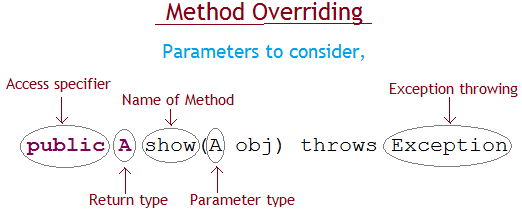 Method Overriding
Parameters to consider,
Access specifier
Name of Method
Exception throwing
public A show(A obj) throws Exception
Return type
Parameter type